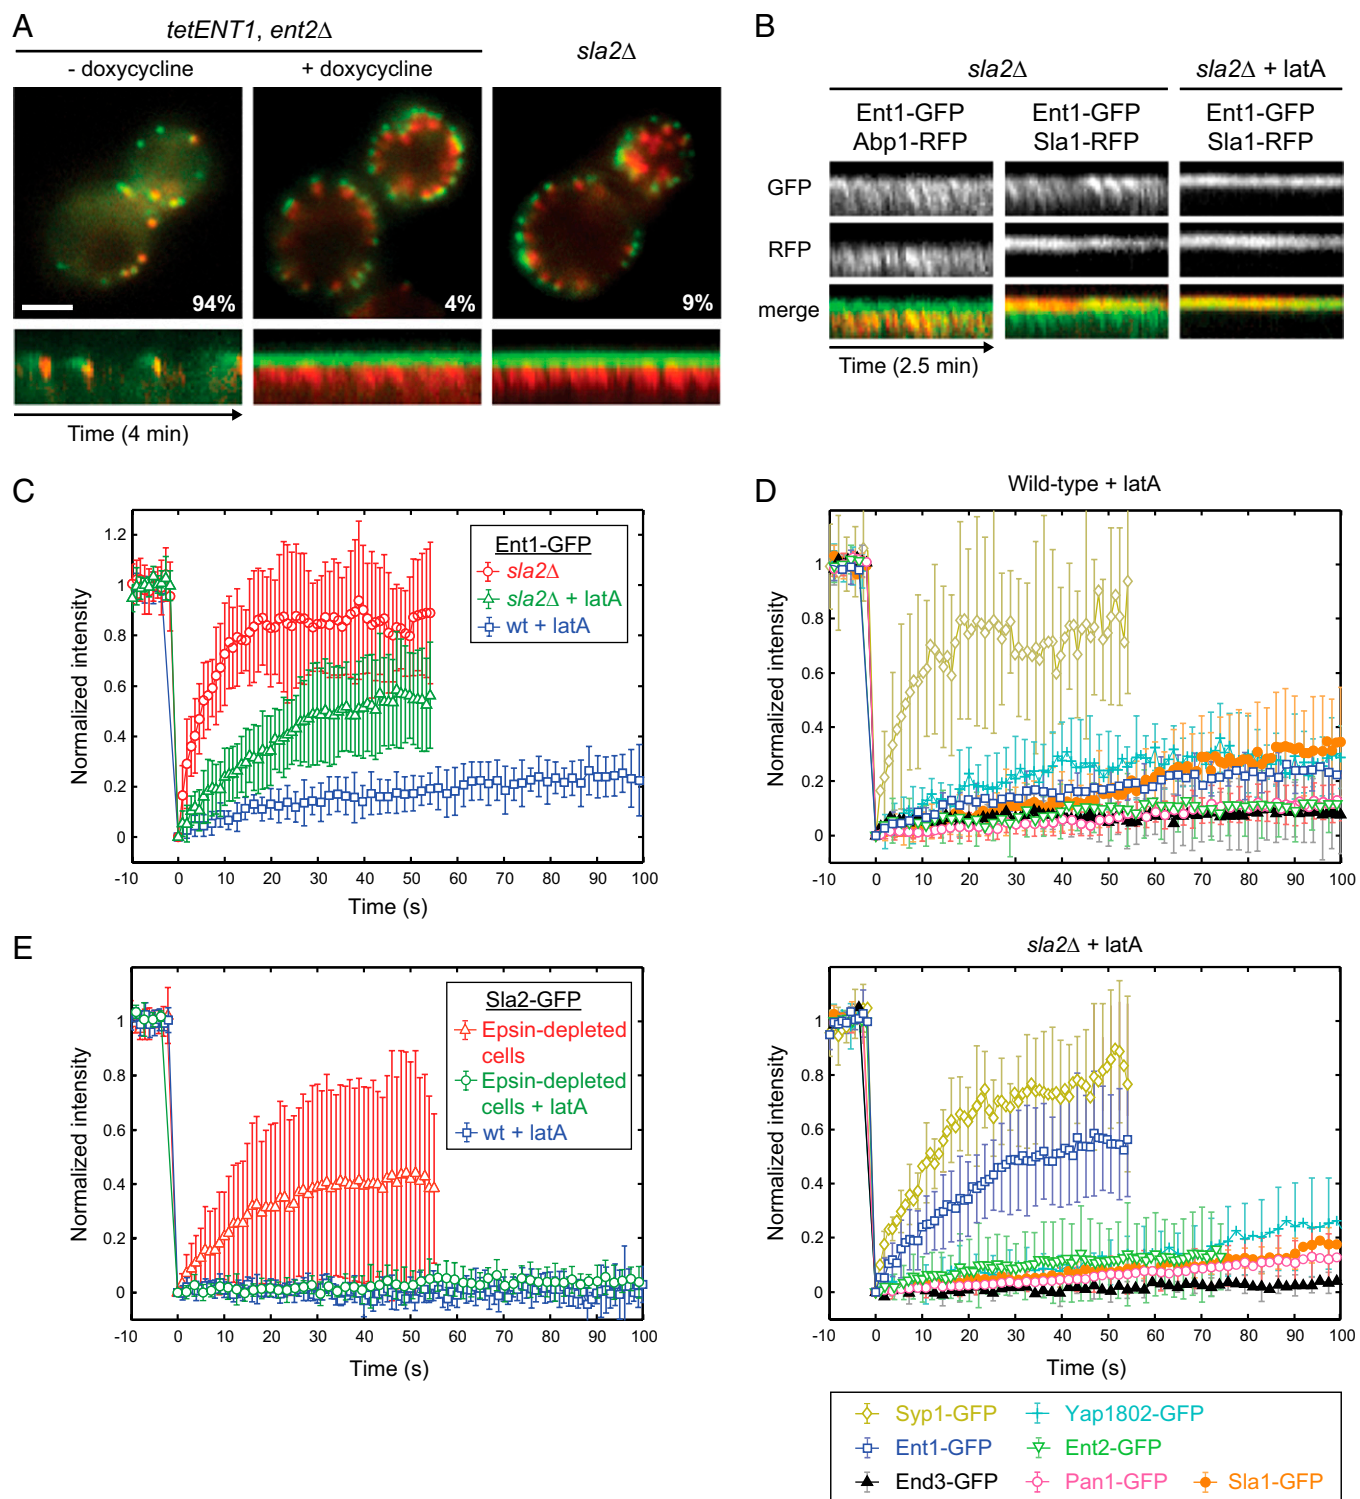 A
tetENT1, ent2Δ
- doxycycline
+ doxycycline
sla2Δ
94%
4%
9%
Time (4 min)
B
sla2Δ
sla2Δ + latA
Ent1-GFP
Abp1-RFP
Ent1-GFP
Sla1-RFP
Ent1-GFP
Sla1-RFP
GFP
RFP
merge
Time (2.5 min)
C
Normalized intensity
1.2
1
0.8
0.6
0.4
0.2
0
Ent1-GFP
sla2Δ
sla2Δ + latA
wt + latA
-10 0 10 20 30 40 50 60 70 80 90 100
Time (s)
D
Wild-type + latA
Normalized intensity
1
0.8
0.6
0.4
0.2
0
-10 0 10 20 30 40 50 60 70 80 90 100
E
Normalized intensity
1
0.8
0.6
0.4
0.2
0
Sla2-GFP
Epsin-depleted
cells
Epsin-depleted
cells + latA
wt + latA
-10 0 10 20 30 40 50 60 70 80 90 100
Time (s)
sla2Δ + latA
Normalized intensity
1
0.8
0.6
0.4
0.2
0
-10 0 10 20 30 40 50 60 70 80 90 100
Time (s)
Syp1-GFP
Yap1802-GFP
Ent1-GFP
Ent2-GFP
End3-GFP
Pan1-GFP
Sla1-GFP